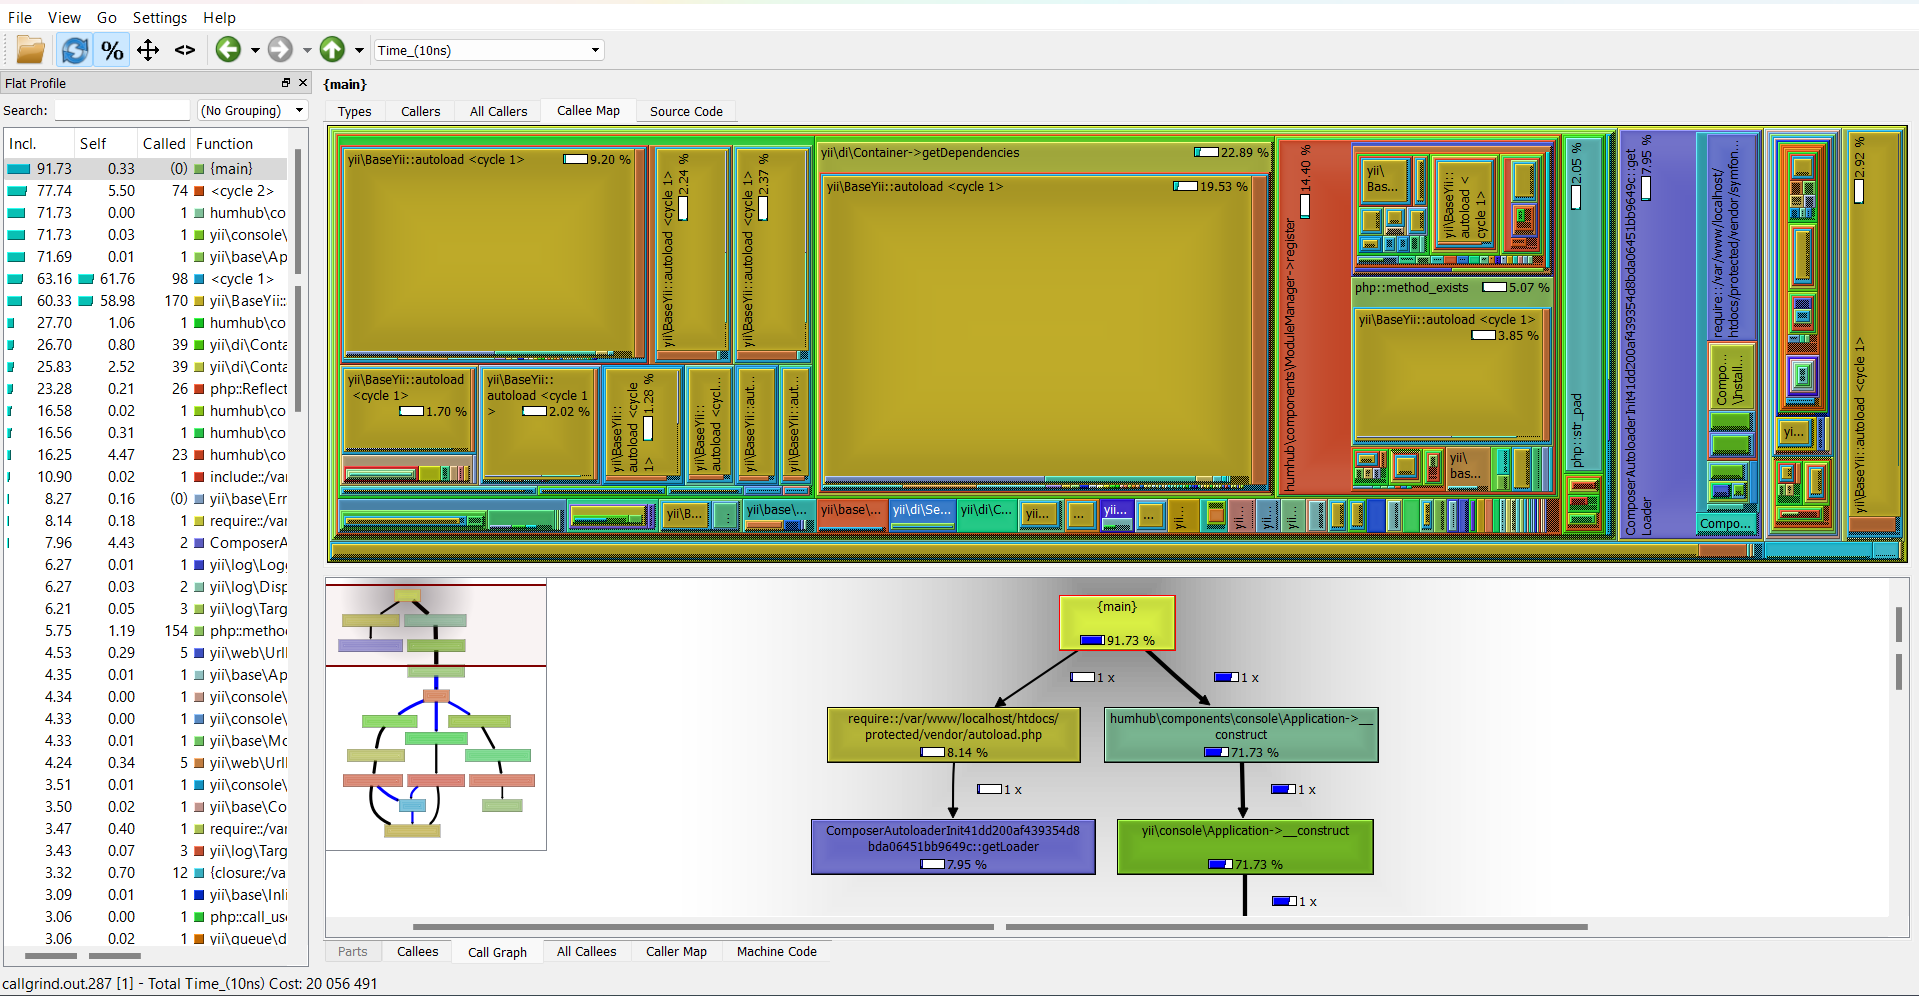 File View Go Settings Help
% <> Time_(10ns)
Flat Profile
Search: (No Grouping)
Incl. Self Called Function
91.73 0.33 (0) {main}
77.74 5.50 74 <cycle 2>
71.73 0.00 1 humhub\co
71.73 0.03 1 yii\console\
71.69 0.01 1 yii\base\Ap
63.16 61.76 98 <cycle 1>
60.33 58.98 170 yii\BaseYii::
27.70 1.06 1 humhub\co
26.70 0.80 39 yii\di\Conta
25.83 2.52 39 yii\di\Conta
23.28 0.21 26 php::Reflect
16.58 0.02 1 humhub\co
16.56 0.31 1 humhub\co
16.25 4.47 23 humhub\co
10.90 0.02 1 include::/va
8.27 0.16 (0) yii\base\Err
8.14 0.18 1 require::/var
7.96 4.43 2 ComposerA
6.27 0.01 1 yii\log\Log
6.27 0.03 2 yii\log\Disp
6.21 0.05 3 yii\log\Targ
5.75 1.19 154 php::metho
4.53 0.29 5 yii\web\Url
4.35 0.01 1 yii\base\Ap
4.34 0.00 1 yii\console\
4.33 0.00 1 yii\console\
4.33 0.01 1 yii\base\Mo
4.24 0.34 5 yii\web\Url
3.51 0.01 1 yii\console\
3.50 0.02 1 yii\base\Co
3.47 0.40 1 require::/var
3.43 0.07 3 yii\log\Targ
3.32 0.70 12 {closure:/va
3.09 0.01 1 yii\base\Inli
3.06 0.00 1 php::call_use
3.06 0.02 1 yii\queue\d
{main}
Types Callers All Callers Callee Map Source Code
yii\BaseYii::autoload <cycle 1> 9.20 %
yii\BaseYii::autoload <cycle 1> 2.24 %
yii\BaseYii::autoload <cycle 1> 2.37 %
yii\BaseYii::autoload
<cycle 1>
1.70 %
yii\BaseYii::
autoload <cycle 1
>
2.02 %
yii\BaseYii::
autoload <cycle
1>
1.28 %
yii\BaseYii::
autoload <cycl...
yii\BaseYii::aut...
yii\BaseYii::aut...
yii\di\Container->getDependencies 22.89 %
yii\BaseYii::autoload <cycle 1> 19.53 %
humhub\components\ModuleManager->register 14.40 %
yii\
Bas...
yii\BaseYii::
autoload <
cycle 1>
php::method_exists 5.07 %
yii\BaseYii::autoload <cycle 1>
3.85 %
yii\
bas...
php::str_pad 2.05 %
yii\B... ... yii\base\... yii\base\... yii\di\Se... yii\di\C... yii... ... yii... ... yii... yii... yii... yii...
ComposerAutoloaderInit41dd200af439354d8bda06451bb9649c::get
Loader
7.95 %
require::/var/www/localhost/
htdocs/protected/vendor/symfon...
Compo...
\Install...
Compo...
yi...
yii\BaseYii::autoload <cycle 1> 2.92 %
{main}
91.73 %
1 x
1 x
require::/var/www/localhost/htdocs/
protected/vendor/autoload.php
8.14 %
humhub\components\console\Application->__
construct
71.73 %
1 x
1 x
ComposerAutoloaderInit41dd200af439354d8
bda06451bb9649c::getLoader
7.95 %
yii\console\Application->__construct
71.73 %
1 x
Parts Callees Call Graph All Callees Caller Map Machine Code
callgrind.out.287 [1] - Total Time_(10ns) Cost: 20 056 491